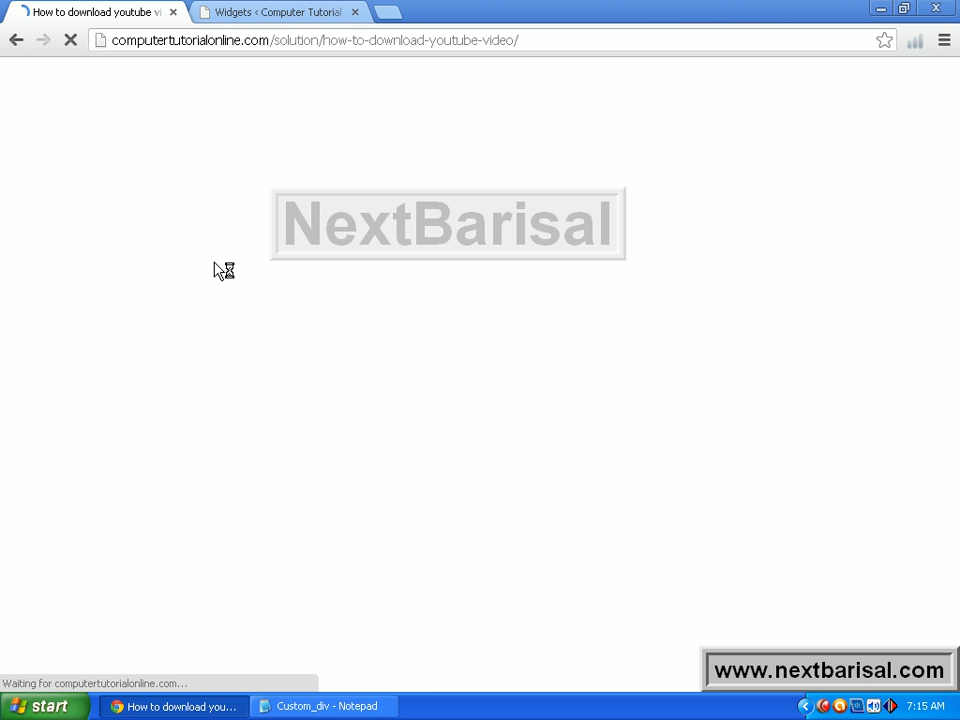 How to download youtube vi
Widgets ‹ Computer Tutorial
computertutorialonline.com/solution/how-to-download-youtube-video/
NextBarisal
www.nextbarisal.com
Waiting for computertutorialonline.com...
start
How to download you...
Custom_div - Notepad
7:15 AM